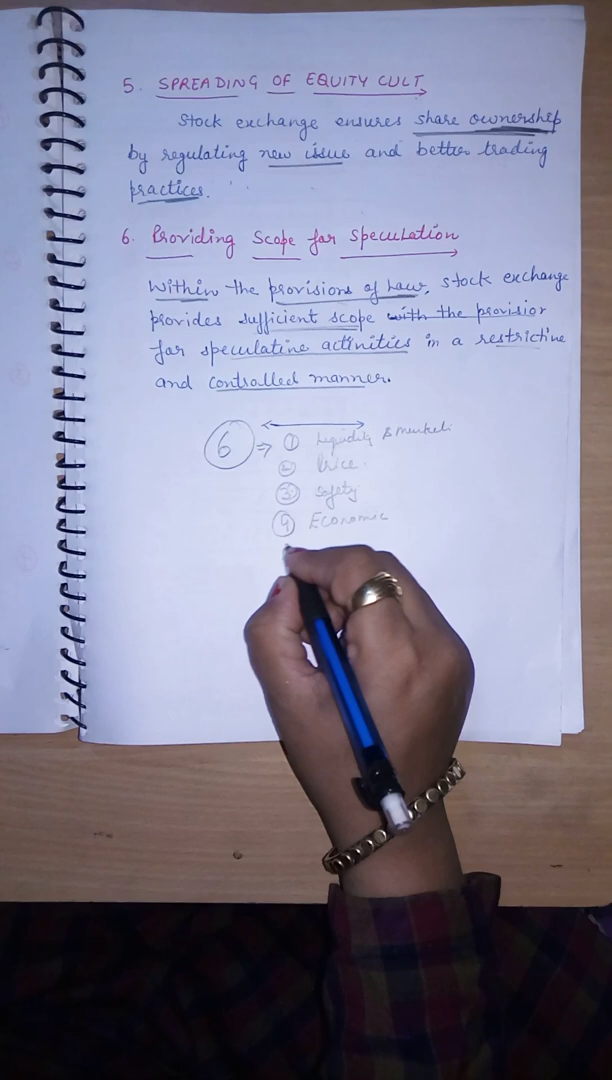 5. SPREADING OF EQUITY CULT
Stock exchange ensures share ownership
by regulating new issue and better trading
practices.
6. Providing Scope for Speculation
Within the provisions of Law, stock exchange
provides sufficient scope with the provision
for speculative activities in a restrictive
and controlled manner.
6 ⇒ ① Liquidity &
② Price
③ Safety
④ Economic